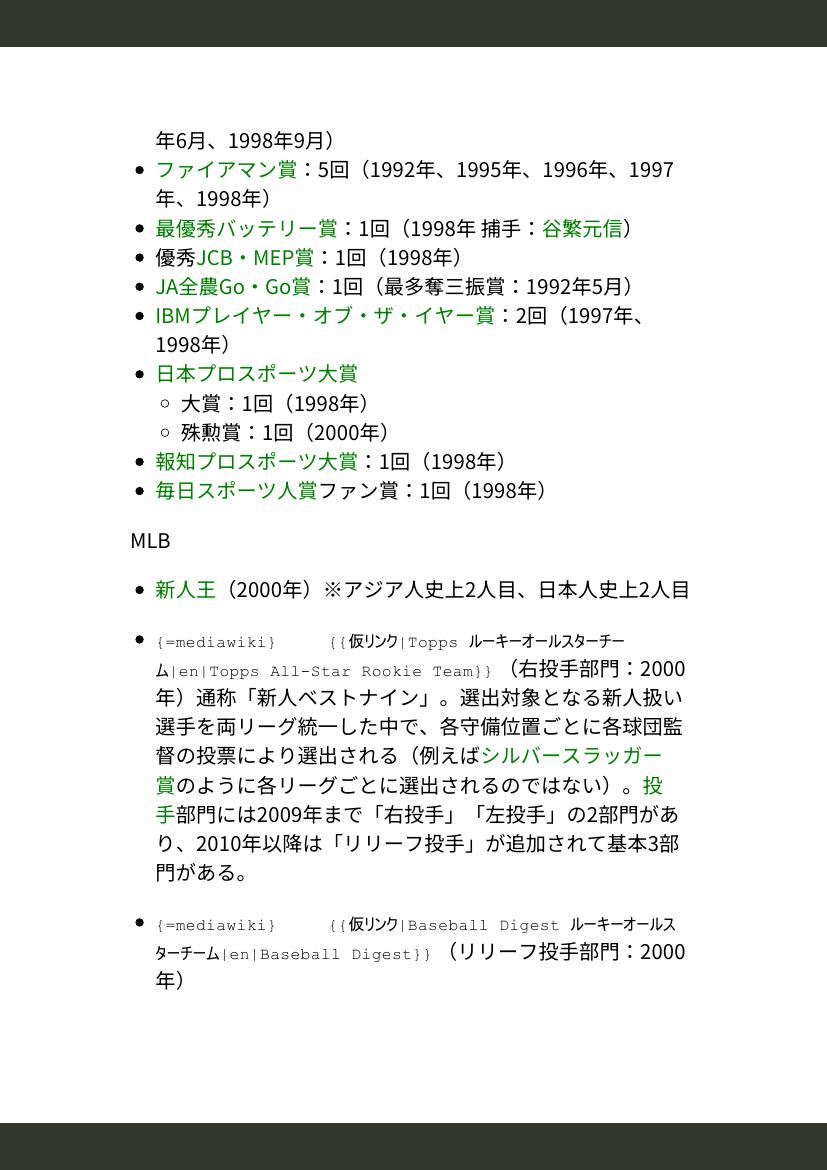 年6月、1998年9月）
ファイアマン賞：5回（1992年、1995年、1996年、1997
年、1998年）
最優秀バッテリー賞：1回（1998年 捕手：谷繁元信）
優秀JCB・MEP賞：1回（1998年）
JA全農Go・Go賞：1回（最多奪三振賞：1992年5月）
IBMプレイヤー・オブ・ザ・イヤー賞：2回（1997年、
1998年）
日本プロスポーツ大賞
大賞：1回（1998年）
殊勲賞：1回（2000年）
報知プロスポーツ大賞：1回（1998年）
毎日スポーツ人賞ファン賞：1回（1998年）
MLB
新人王（2000年）※アジア人史上2人目、日本人史上2人目
{=mediawiki}     {{仮リンク|Topps ルーキーオールスターチー
ム|en|Topps All-Star Rookie Team}}（右投手部門：2000
年）通称「新人ベストナイン」。選出対象となる新人扱い
選手を両リーグ統一した中で、各守備位置ごとに各球団監
督の投票により選出される（例えばシルバースラッガー
賞のように各リーグごとに選出されるのではない）。投
手部門には2009年まで「右投手」「左投手」の2部門があ
り、2010年以降は「リリーフ投手」が追加されて基本3部
門がある。
{=mediawiki}     {{仮リンク|Baseball Digest ルーキーオールス
ターチーム|en|Baseball Digest}}（リリーフ投手部門：2000
年）